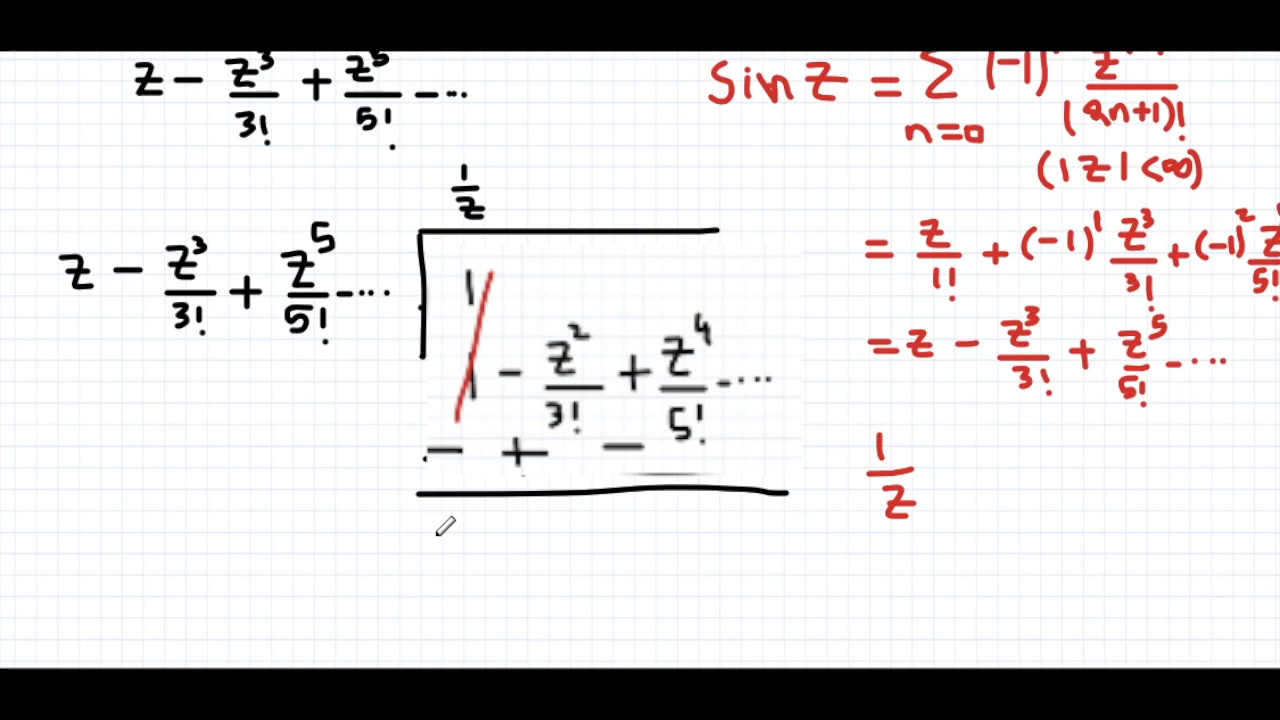 z - z³/3! + z⁵/5! - ...
1/z
z - z³/3! + z⁵/5! - ...
1
1 - z²/3! + z⁴/5! - ...
- + -
Sin z = Σ n=0 (-1) z / (2n+1)!
(|z| < ∞)
= z/1! + (-1)¹ z³/3! + (-1)² z/5!
= z - z³/3! + z⁵/5! - ....
1/z